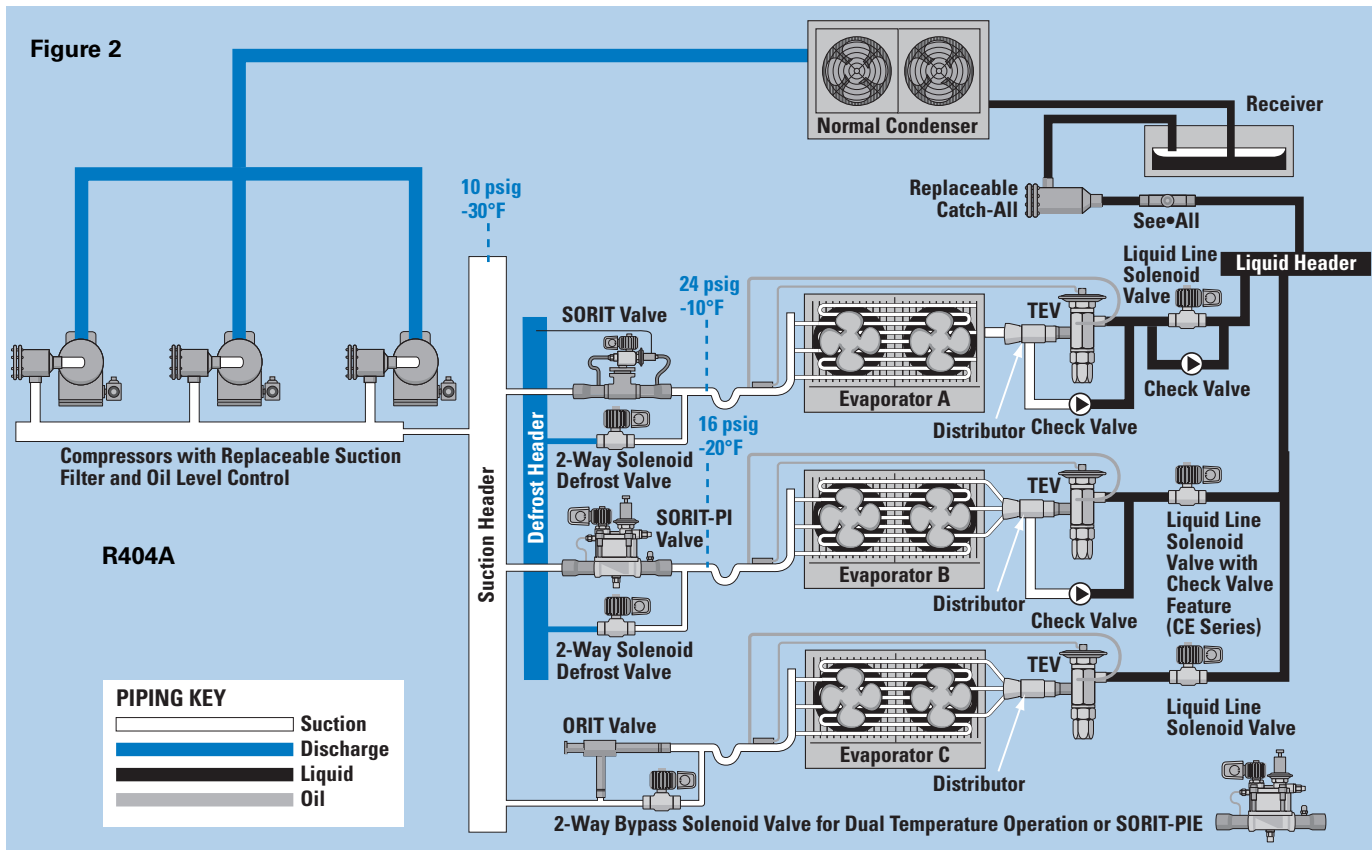 Figure 2
Normal Condenser
Receiver
Replaceable
Catch-All
See•All
Liquid Header
10 psig
-30°F
24 psig
-10°F
SORIT Valve
TEV
Liquid Line
Solenoid
Valve
Evaporator A
Distributor
Check Valve
Check Valve
Compressors with Replaceable Suction
Filter and Oil Level Control
R404A
Suction Header
Defrost Header
2-Way Solenoid
Defrost Valve
16 psig
-20°F
SORIT-PI
Valve
TEV
Evaporator B
Distributor
Check Valve
Liquid Line
Solenoid
Valve with
Check Valve
Feature
(CE Series)
2-Way Solenoid
Defrost Valve
ORIT Valve
TEV
Evaporator C
Distributor
Liquid Line
Solenoid Valve
2-Way Bypass Solenoid Valve for Dual Temperature Operation or SORIT-PIE
PIPING KEY
Suction
Discharge
Liquid
Oil